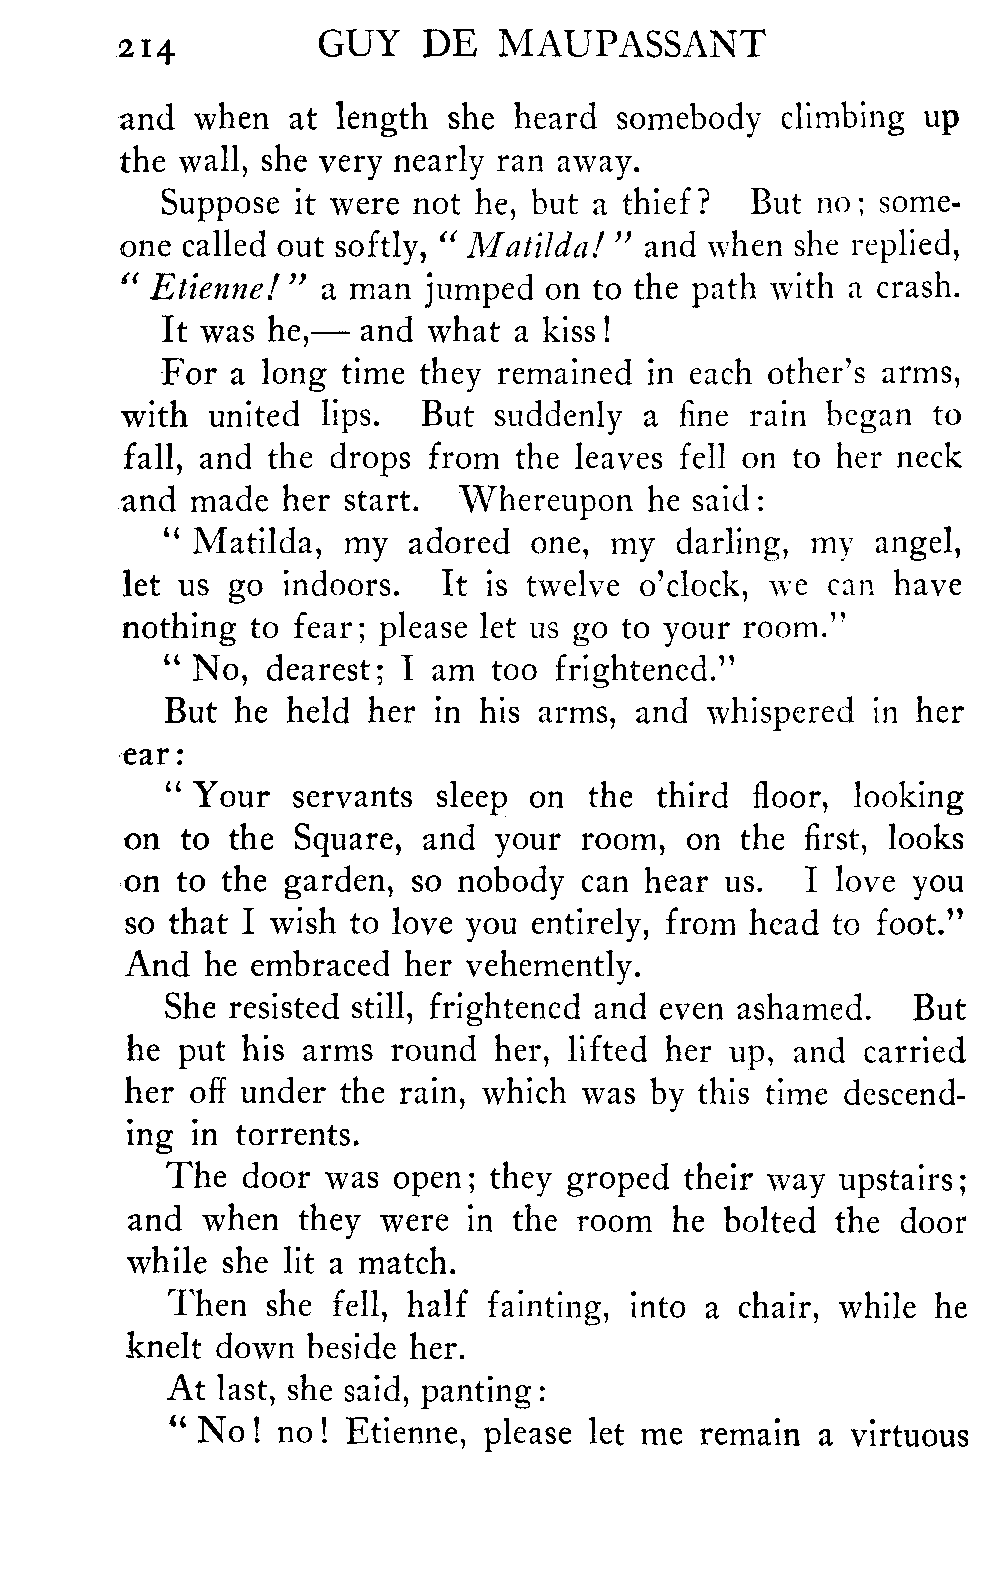 214 GUY DE MAUPASSANT
and when at length she heard somebody climbing up
the wall, she very nearly ran away.
Suppose it were not he, but a thief? But no; some-
one called out softly, “Matilda!” and when she replied,
“Etienne!” a man jumped on to the path with a crash.
It was he,— and what a kiss!
For a long time they remained in each other's arms,
with united lips. But suddenly a fine rain began to
fall, and the drops from the leaves fell on to her neck
and made her start. Whereupon he said:
“Matilda, my adored one, my darling, my angel,
let us go indoors. It is twelve o'clock, we can have
nothing to fear; please let us go to your room.”
“No, dearest; I am too frightened.”
But he held her in his arms, and whispered in her
ear:
“Your servants sleep on the third floor, looking
on to the Square, and your room, on the first, looks
on to the garden, so nobody can hear us. I love you
so that I wish to love you entirely, from head to foot.”
And he embraced her vehemently.
She resisted still, frightened and even ashamed. But
he put his arms round her, lifted her up, and carried
her off under the rain, which was by this time descend-
ing in torrents.
The door was open; they groped their way upstairs;
and when they were in the room he bolted the door
while she lit a match.
Then she fell, half fainting, into a chair, while he
knelt down beside her.
At last, she said, panting:
“No! no! Etienne, please let me remain a virtuous